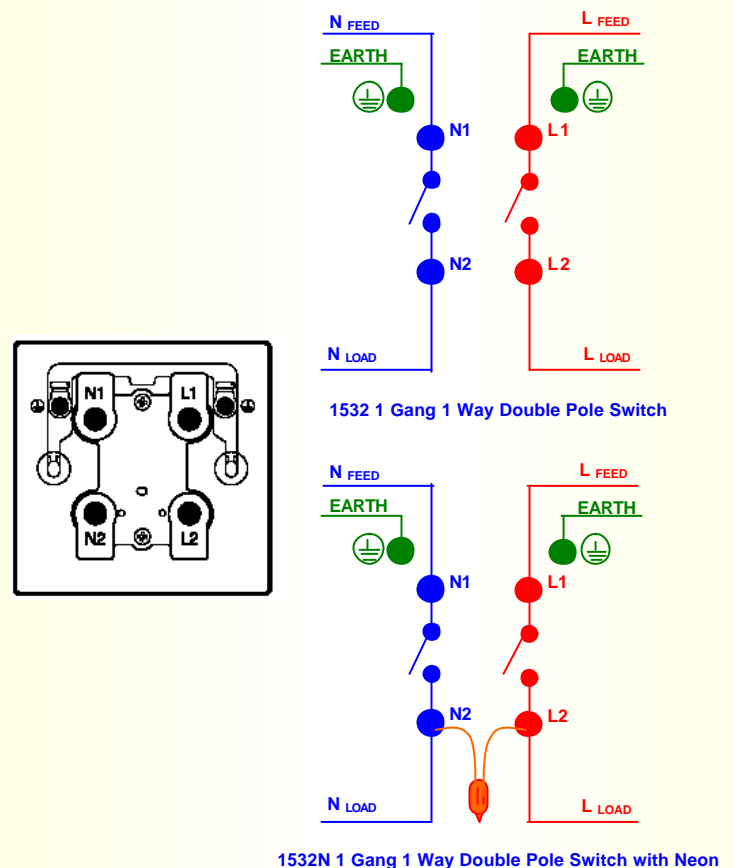 N FEED
L FEED
EARTH
EARTH
N1
L1
N2
L2
N LOAD
L LOAD
1532 1 Gang 1 Way Double Pole Switch
N1
L1
N2
L2
N FEED
L FEED
EARTH
EARTH
N1
L1
N2
L2
N LOAD
L LOAD
1532N 1 Gang 1 Way Double Pole Switch with Neon